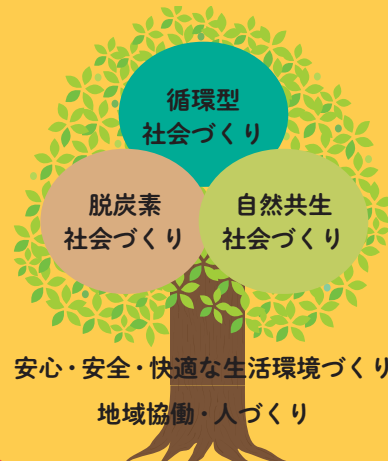 循環型
社会づくり
脱炭素
社会づくり
自然共生
社会づくり
安心・安全・快適な生活環境づくり
地域協働・人づくり